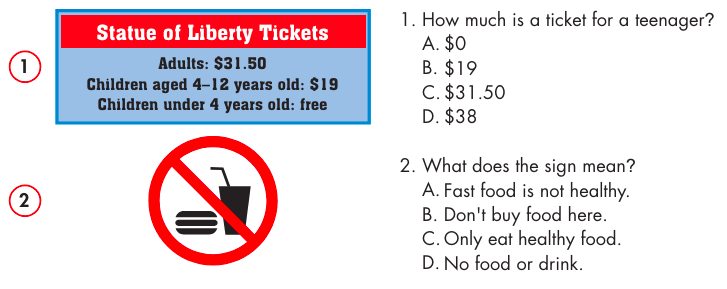 1
Statue of Liberty Tickets
Adults: $31.50
Children aged 4–12 years old: $19
Children under 4 years old: free
1. How much is a ticket for a teenager?
A. $0
B. $19
C. $31.50
D. $38
2
2. What does the sign mean?
A. Fast food is not healthy.
B. Don't buy food here.
C. Only eat healthy food.
D. No food or drink.